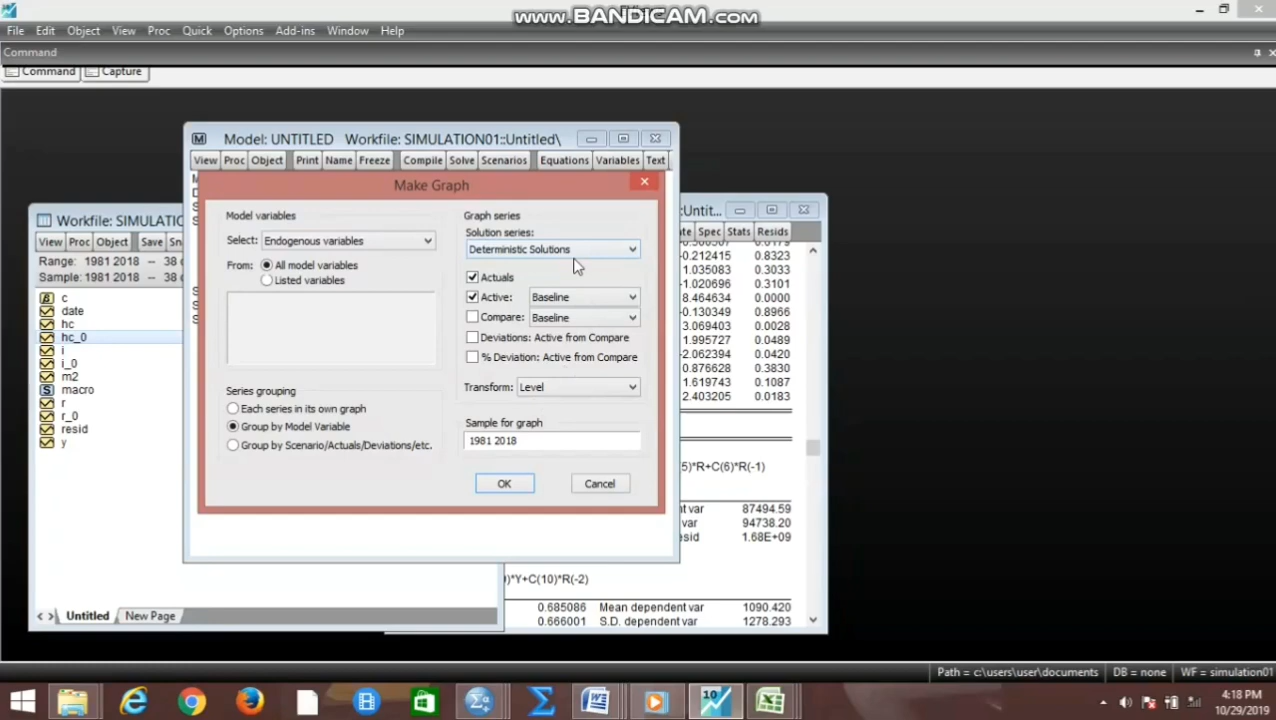 www.BANDICAM.com
File Edit Object View Proc Quick Options Add-ins Window Help
Command
Command Capture
Model: UNTITLED Workfile: SIMULATION01::Untitled\
View Proc Object Print Name Freeze Compile Solve Scenarios Equations Variables Text
Make Graph
Model variables
Select: Endogenous variables
From: All model variables
Listed variables
Series grouping
Each series in its own graph
Group by Model Variable
Group by Scenario/Actuals/Deviations/etc.
Graph series
Solution series:
Deterministic Solutions
Actuals
Active: Baseline
Compare: Baseline
Deviations: Active from Compare
% Deviation: Active from Compare
Transform: Level
Sample for graph
1981 2018
OK Cancel
Workfile: SIMULATIO
View Proc Object Save
Range: 1981 2018 -- 38
Sample: 1981 2018 -- 38
c
date
hc
hc_0
i
i_0
m2
macro
r
r_0
resid
y
Untitled New Page
::Untit...
Spec Stats Resids
-0.212415 0.8323
-1.035083 0.3033
-1.020696 0.3101
8.464634 0.0000
-0.130349 0.8966
3.069403 0.0028
1.995727 0.0489
2.062394 0.0420
0.876628 0.3830
1.619743 0.1087
2.403205 0.0183
5)*R+C(6)*R(-1)
87494.59
94738.20
1.68E+09
)*Y+C(10)*R(-2)
0.685086 Mean dependent var 1090.420
0.666001 S.D. dependent var 1278.293
Path = c:\users\user\documents DB = none WF = simulation01
4:18 PM
10/29/2019